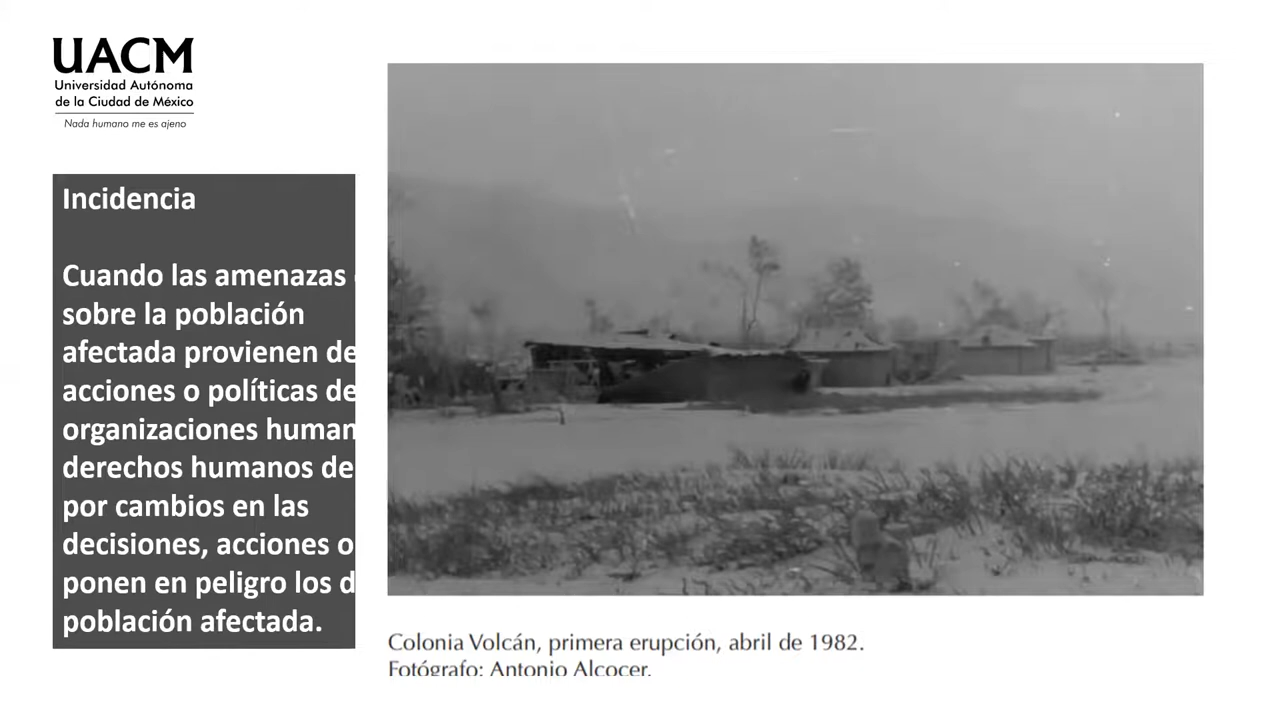 UACM
Universidad Autónoma
de la Ciudad de México
Nada humano me es ajeno
Incidencia
Cuando las amenazas
sobre la población
afectada provienen de
acciones o políticas de
organizaciones human
derechos humanos de
por cambios en las
decisiones, acciones o
ponen en peligro los d
población afectada.
Colonia Volcán, primera erupción, abril de 1982.
Fotógrafo: Antonio Alcocer.